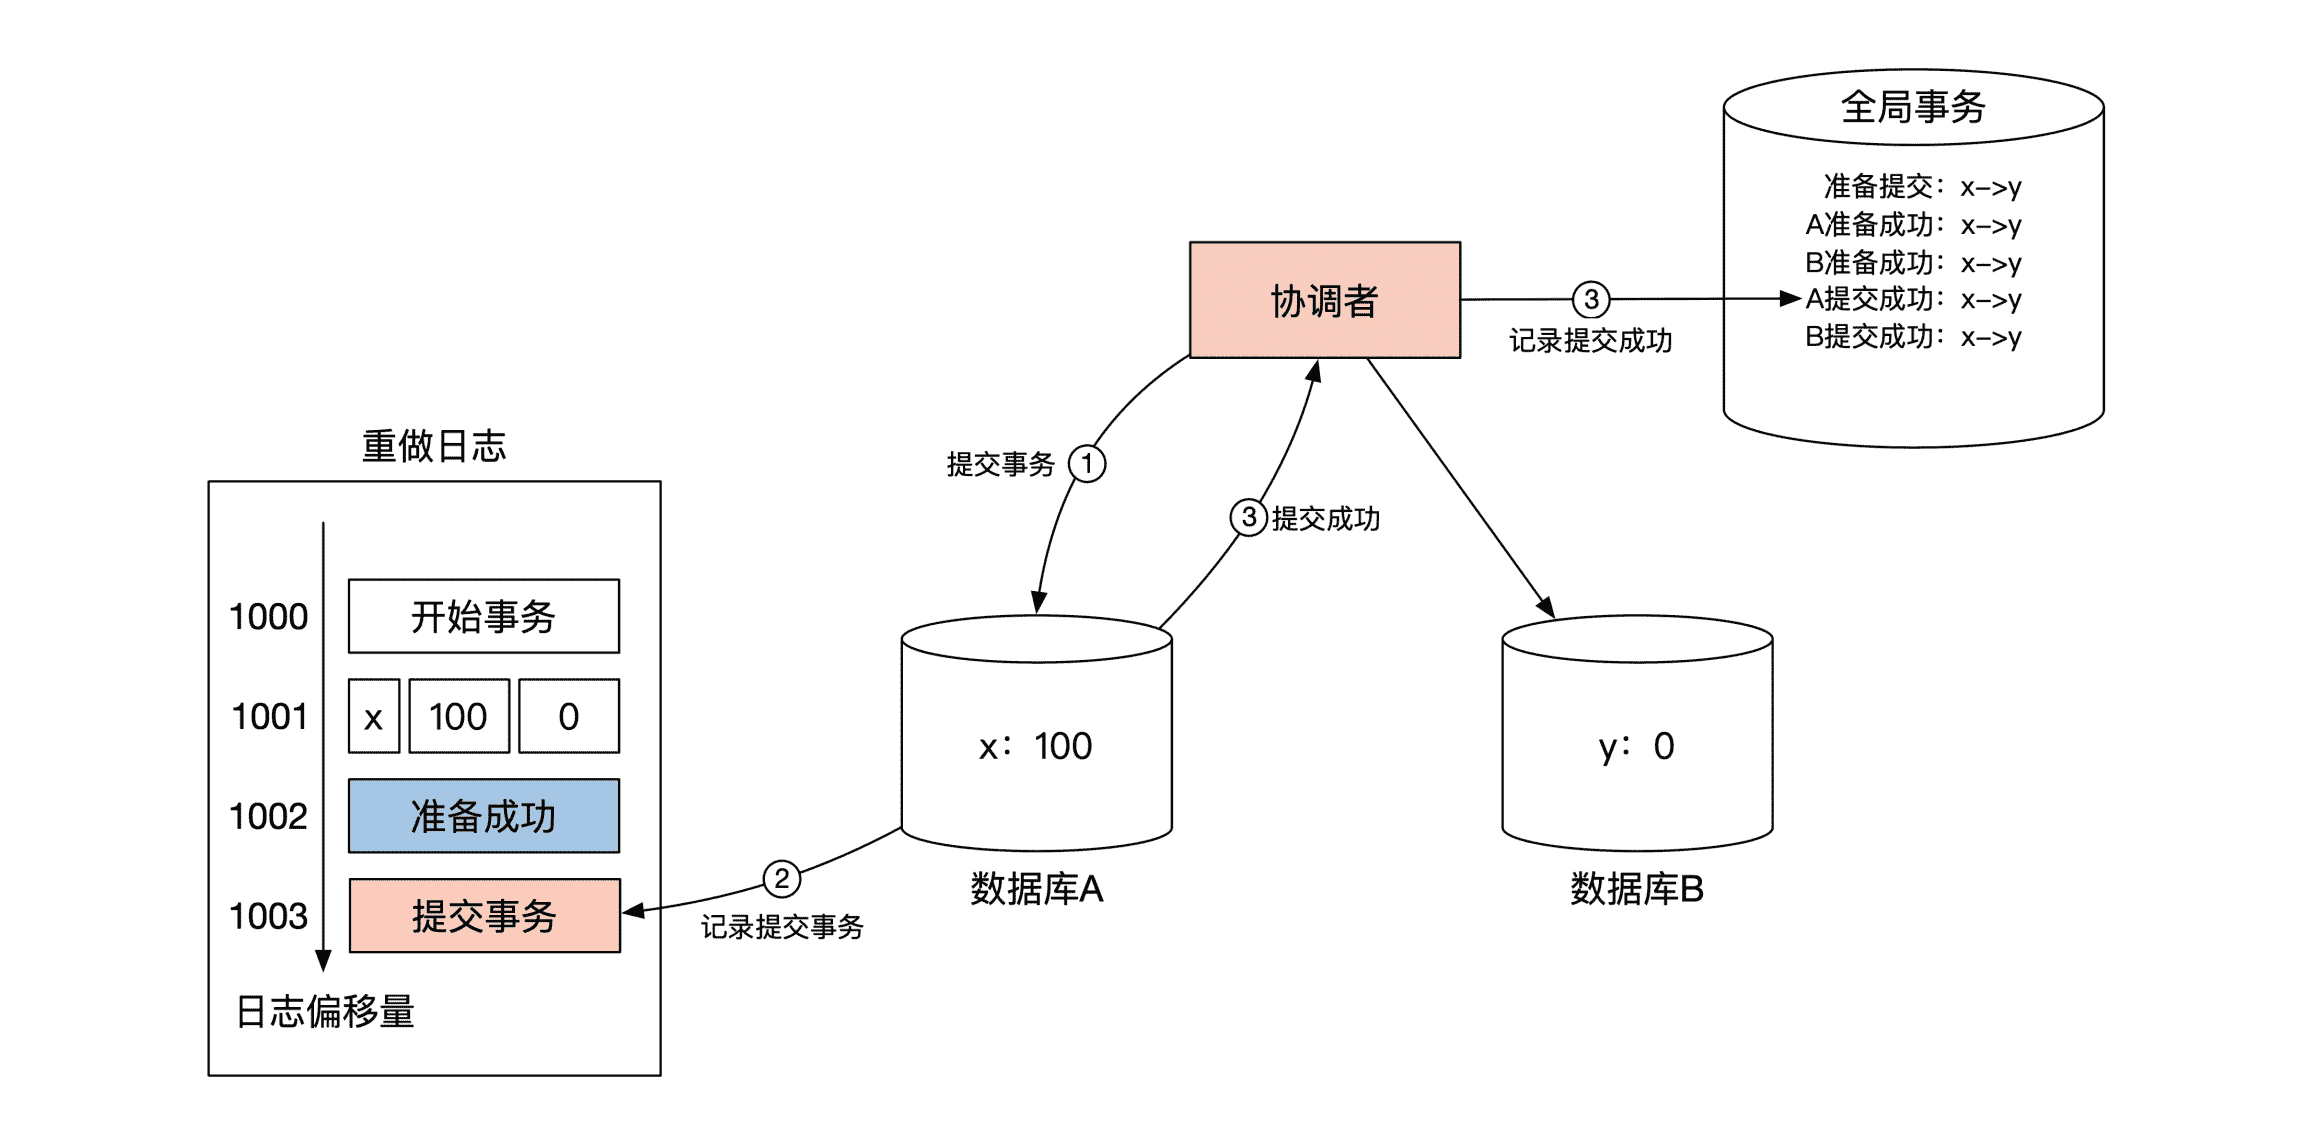 全局事务
准备提交：x->y
A准备成功：x->y
B准备成功：x->y
A提交成功：x->y
B提交成功：x->y
协调者
③
记录提交成功
提交事务 ①
③ 提交成功
重做日志
1000 开始事务
1001 x 100 0
1002 准备成功
1003 提交事务
日志偏移量
②
记录提交事务
x：100
数据库A
y：0
数据库B